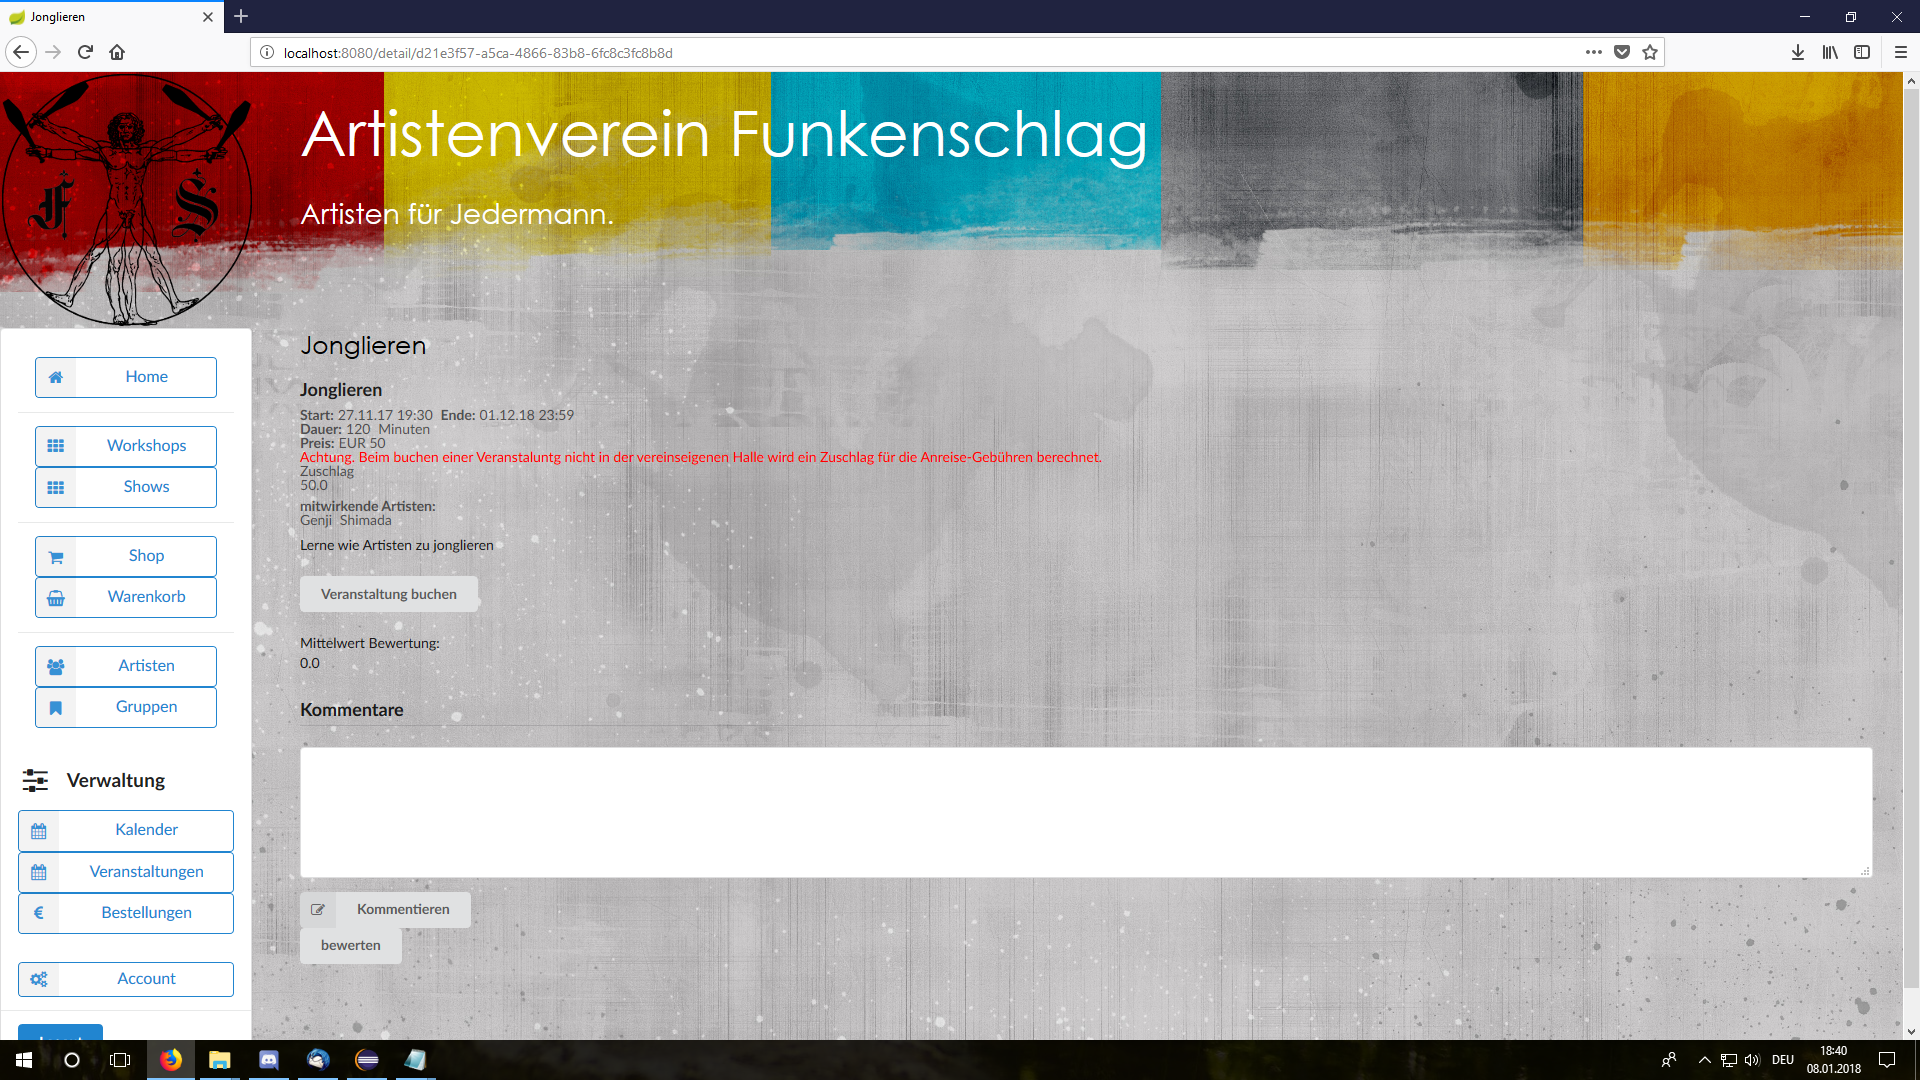 Jonglieren
localhost:8080/detail/d21e3f57-a5ca-4866-83b8-6fc8c3fc8b8d
Artistenverein Funkenschlag
Artisten für Jedermann.
f S
Home
Workshops
Shows
Shop
Warenkorb
Artisten
Gruppen
Verwaltung
Kalender
Veranstaltungen
Bestellungen
Account
Jonglieren
Jonglieren
Start: 27.11.17 19:30 Ende: 01.12.18 23:59
Dauer: 120 Minuten
Preis: EUR 50
Achtung. Beim buchen einer Veranstaluntg nicht in der vereinseigenen Halle wird ein Zuschlag für die Anreise-Gebühren berechnet.
Zuschlag
50.0
mitwirkende Artisten:
Genji Shimada
Lerne wie Artisten zu jonglieren
Veranstaltung buchen
Mittelwert Bewertung:
0.0
Kommentare
Kommentieren
bewerten
DEU
18:40
08.01.2018